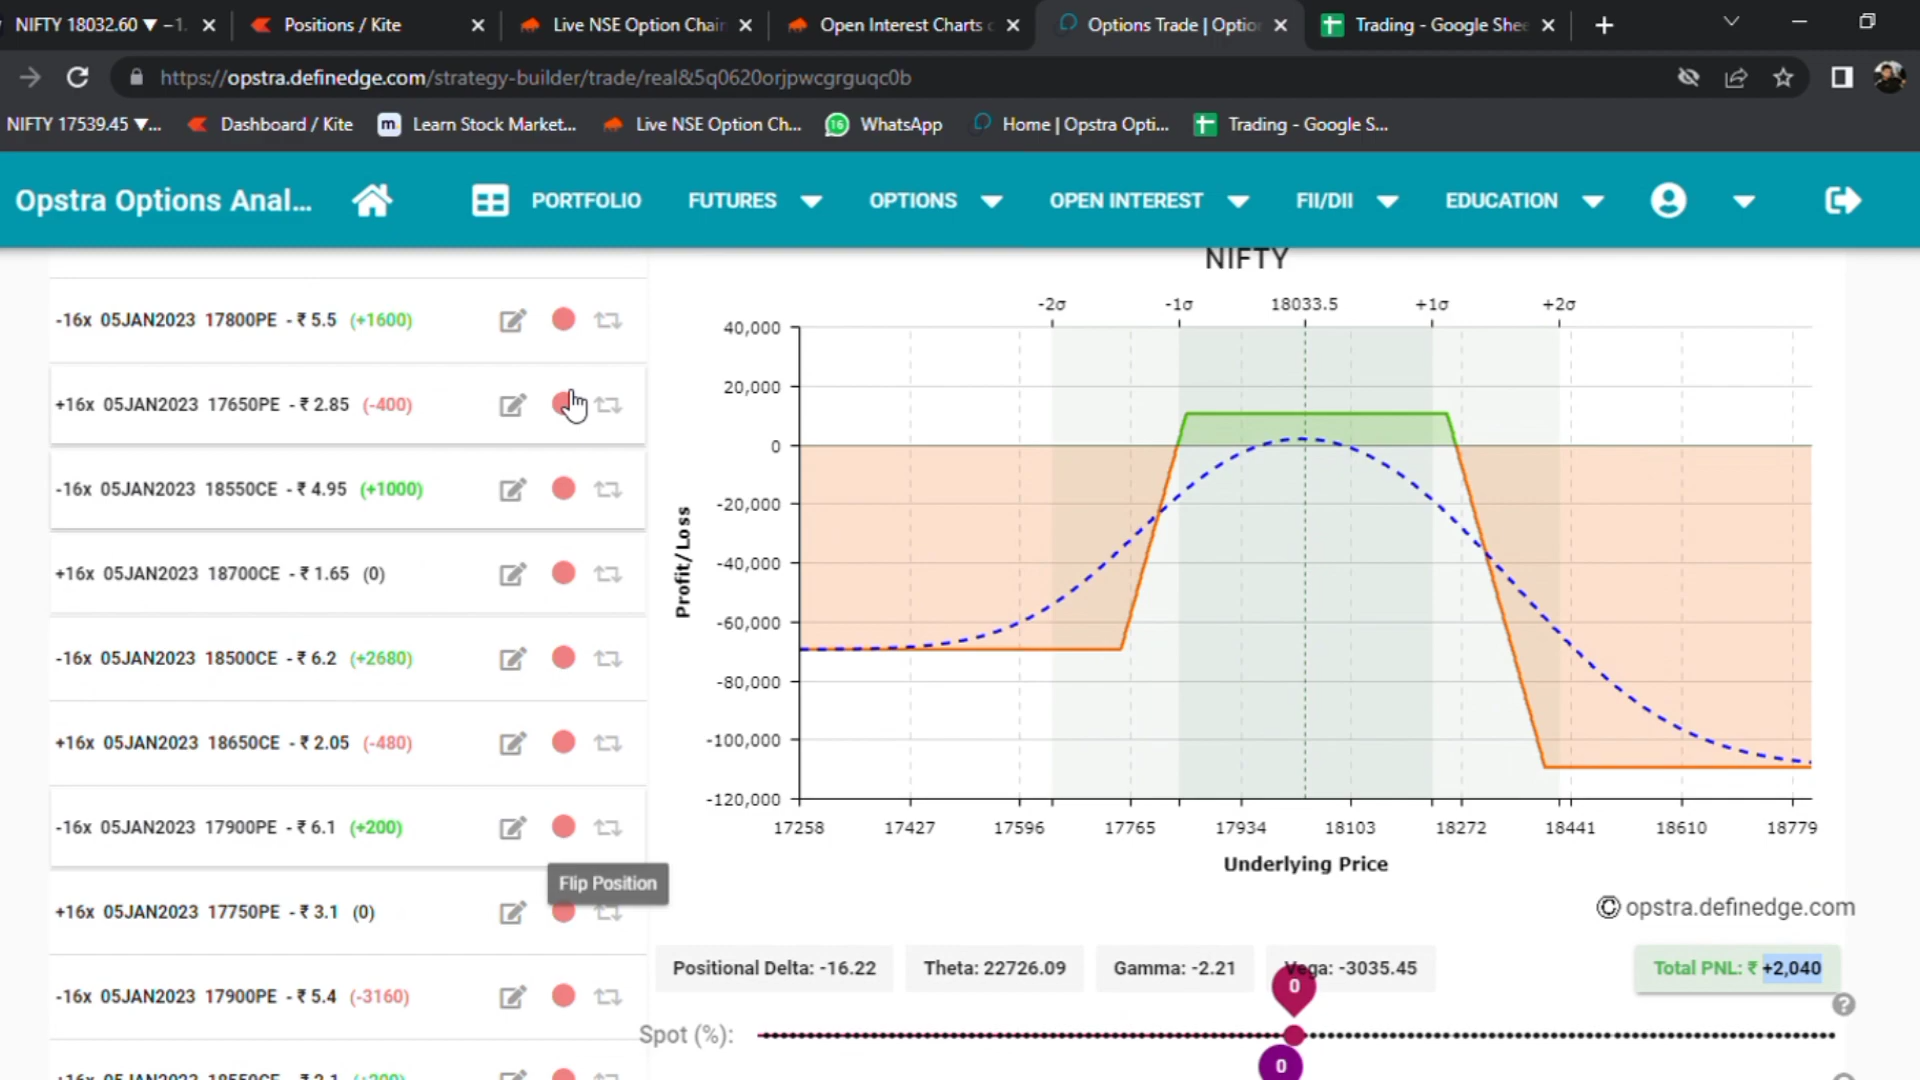 NIFTY 18032.60 ▼ −1.
Positions / Kite
Live NSE Option Chain
Open Interest Charts
Options Trade | Optio
Trading - Google Shee
https://opstra.definedge.com/strategy-builder/trade/real&5q0620orjpwcgrguqc0b
NIFTY 17539.45 ▼...
Dashboard / Kite
m Learn Stock Market...
Live NSE Option Ch...
16 WhatsApp
Home | Opstra Opti...
Trading - Google S...
Opstra Options Anal...
PORTFOLIO
FUTURES
OPTIONS
OPEN INTEREST
FII/DII
EDUCATION
-16x 05JAN2023 17800PE - ₹ 5.5 (+1600)
+16x 05JAN2023 17650PE - ₹ 2.85 (-400)
-16x 05JAN2023 18550CE - ₹ 4.95 (+1000)
+16x 05JAN2023 18700CE - ₹ 1.65 (0)
-16x 05JAN2023 18500CE - ₹ 6.2 (+2680)
+16x 05JAN2023 18650CE - ₹ 2.05 (-480)
-16x 05JAN2023 17900PE - ₹ 6.1 (+200)
Flip Position
+16x 05JAN2023 17750PE - ₹ 3.1 (0)
-16x 05JAN2023 17900PE - ₹ 5.4 (-3160)
NIFTY
-2σ -1σ 18033.5 +1σ +2σ
40,000
20,000
0
-20,000
-40,000
-60,000
-80,000
-100,000
-120,000
Profit/Loss
17258 17427 17596 17765 17934 18103 18272 18441 18610 18779
Underlying Price
© opstra.definedge.com
Positional Delta: -16.22
Theta: 22726.09
Gamma: -2.21
Vega: -3035.45
Total PNL: ₹ +2,040
?
0
Spot (%):
0